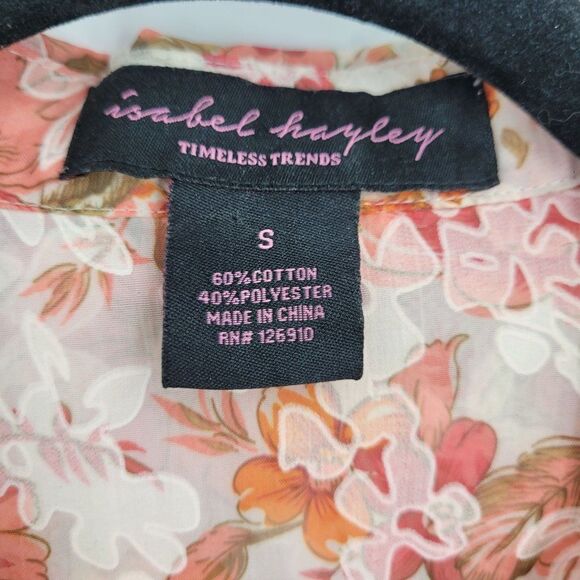 isabel hayley
TIMELESS TRENDS
S
60%COTTON
40%POLYESTER
MADE IN CHINA
RN# 126910